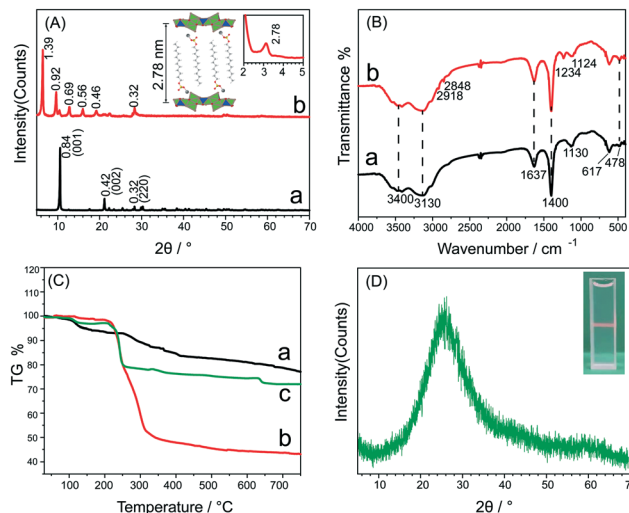 (A)
Intensity(Counts)
1.39
0.92
0.69
0.56
0.46
0.32
b
2.78 nm
2.78
2 3 4 5
0.84
(001)
0.42
(002)
0.32
(220)
a
5 10 20 30 40 50 60 70
2θ / °
(B)
Transmittance %
b
2848
2918
1234
1124
a
3400
3130
1637
1400
1130
617
478
4000 3500 3000 2500 2000 1500 1000 500
Wavenumber / cm -1
(C)
TG %
120
110
100
90
80
70
60
50
40
a
c
b
100 200 300 400 500 600 700
Temperature / °C
(D)
Intensity(Counts)
10 20 30 40 50 60 70
2θ / °